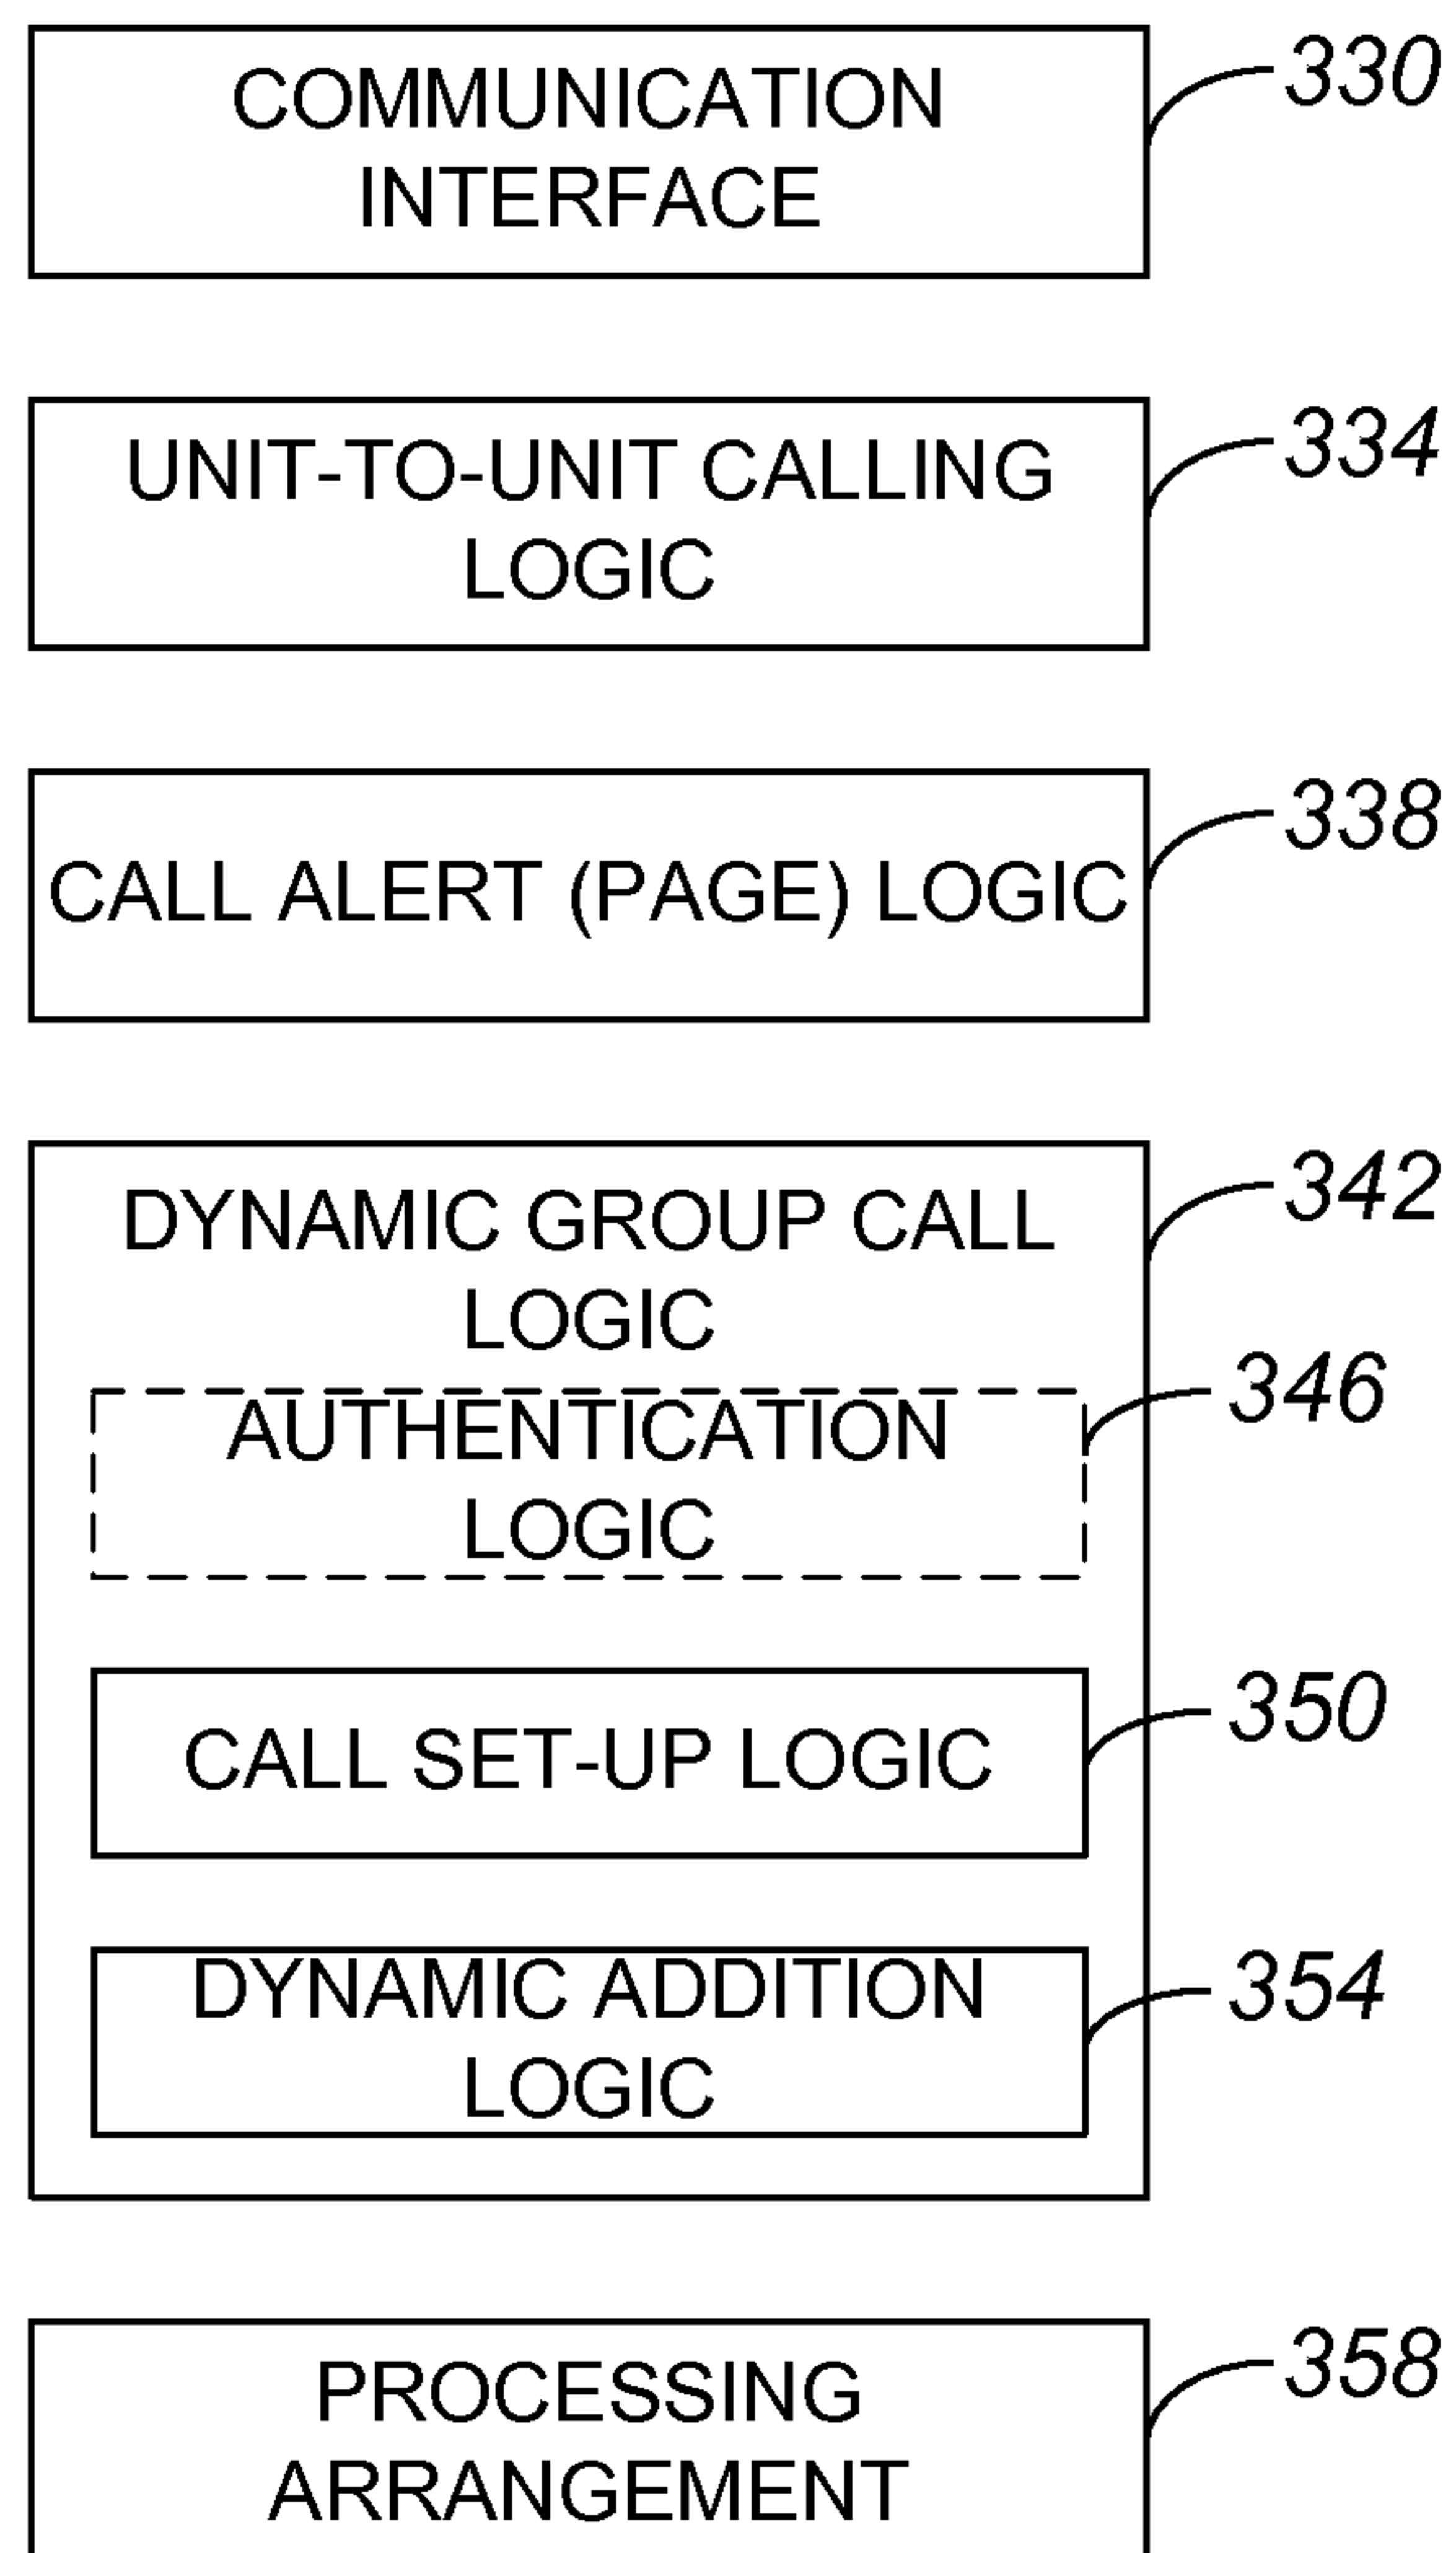 COMMUNICATION
INTERFACE
330
UNIT-TO-UNIT CALLING
LOGIC
334
CALL ALERT (PAGE) LOGIC
338
DYNAMIC GROUP CALL
LOGIC
342
AUTHENTICATION
LOGIC
346
CALL SET-UP LOGIC
350
DYNAMIC ADDITION
LOGIC
354
PROCESSING
ARRANGEMENT
358